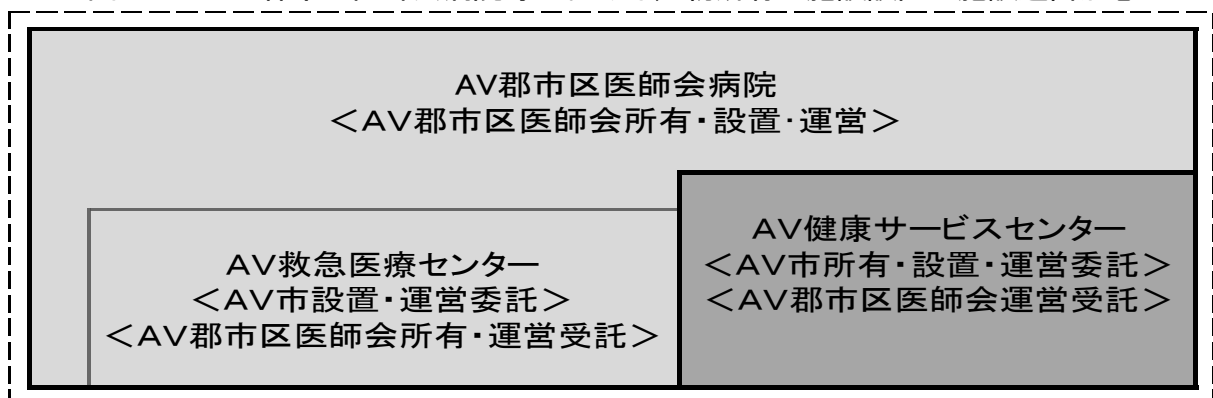 AV郡市区医師会病院
＜AV郡市区医師会所有・設置・運営＞
AV救急医療センター
＜AV市設置・運営委託＞
＜AV郡市区医師会所有・運営受託＞
AV健康サービスセンター
＜AV市所有・設置・運営委託＞
＜AV郡市区医師会運営受託＞